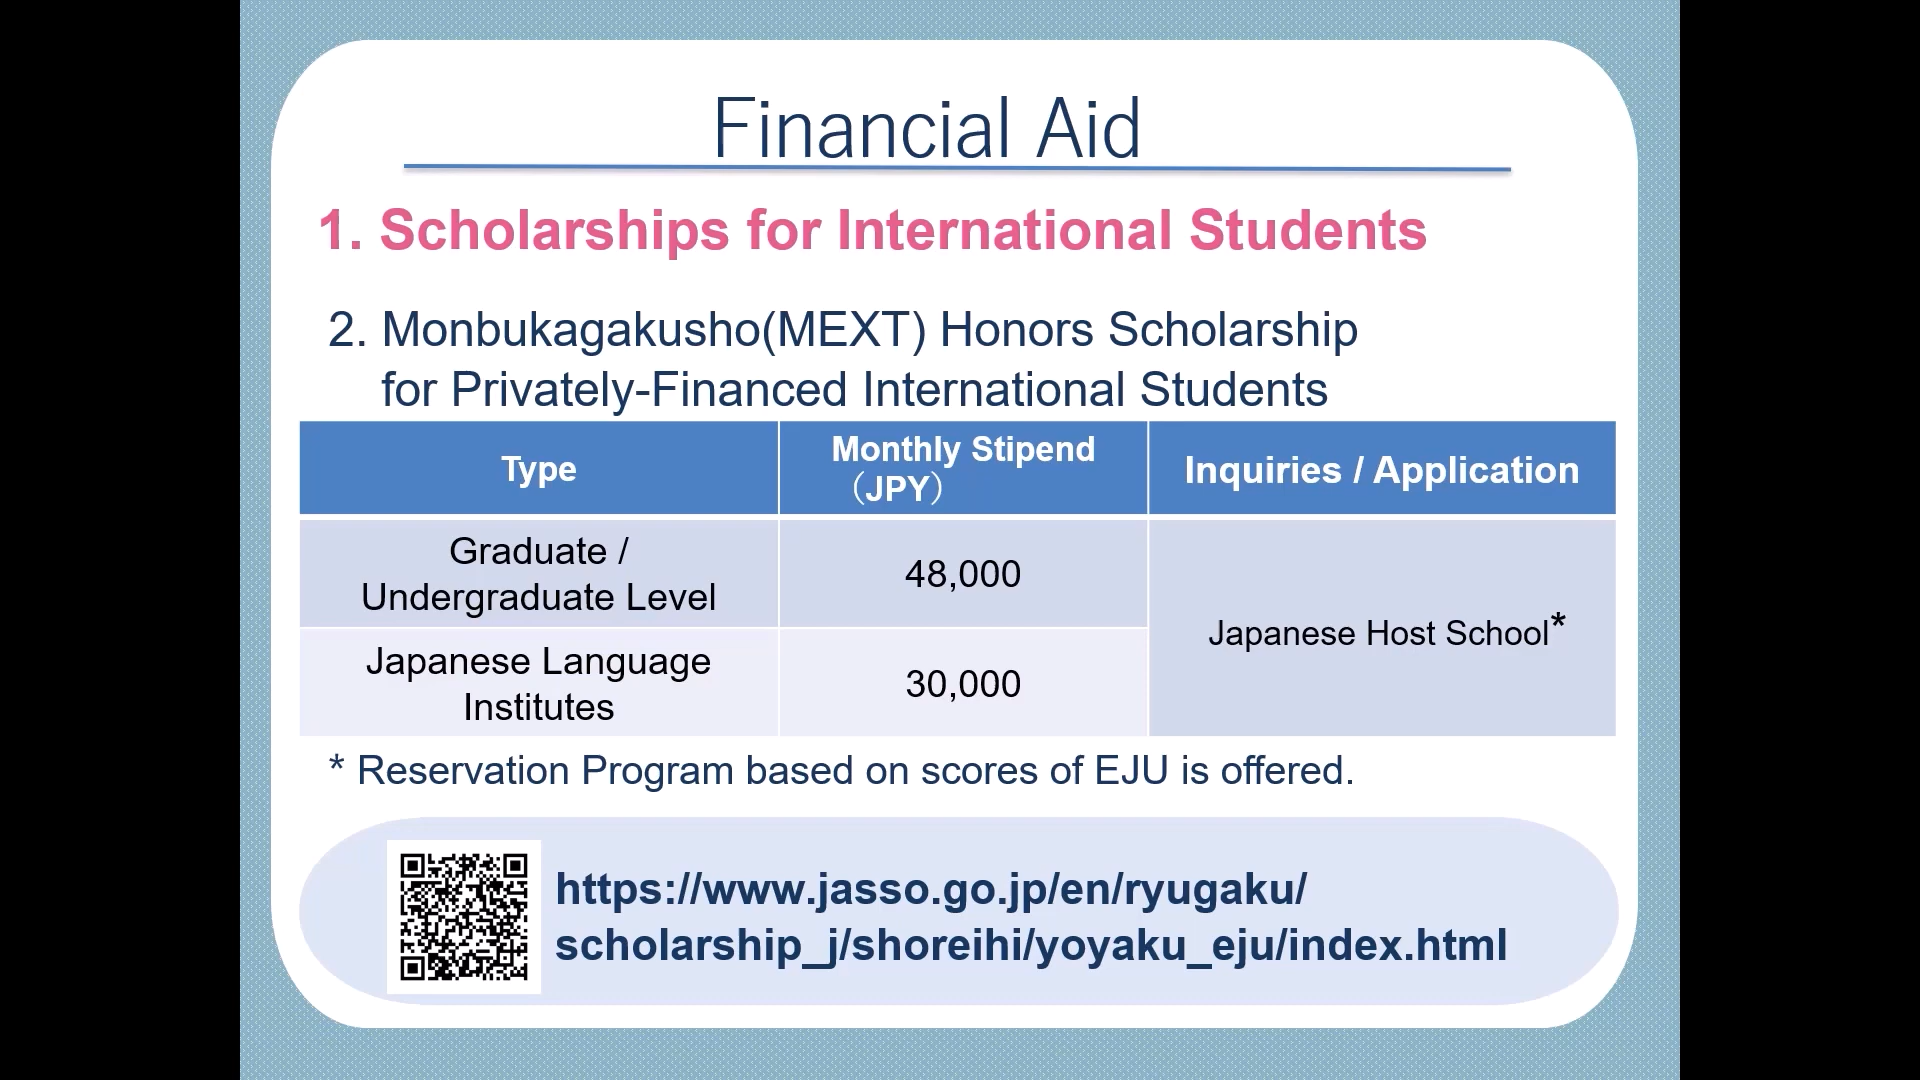 Financial Aid
1. Scholarships for International Students
2. Monbukagakusho(MEXT) Honors Scholarship
for Privately-Financed International Students
Type
Monthly Stipend
（JPY）
Inquiries / Application
Graduate /
Undergraduate Level
48,000
Japanese Host School*
Japanese Language
Institutes
30,000
* Reservation Program based on scores of EJU is offered.
https://www.jasso.go.jp/en/ryugaku/
scholarship_j/shoreihi/yoyaku_eju/index.html